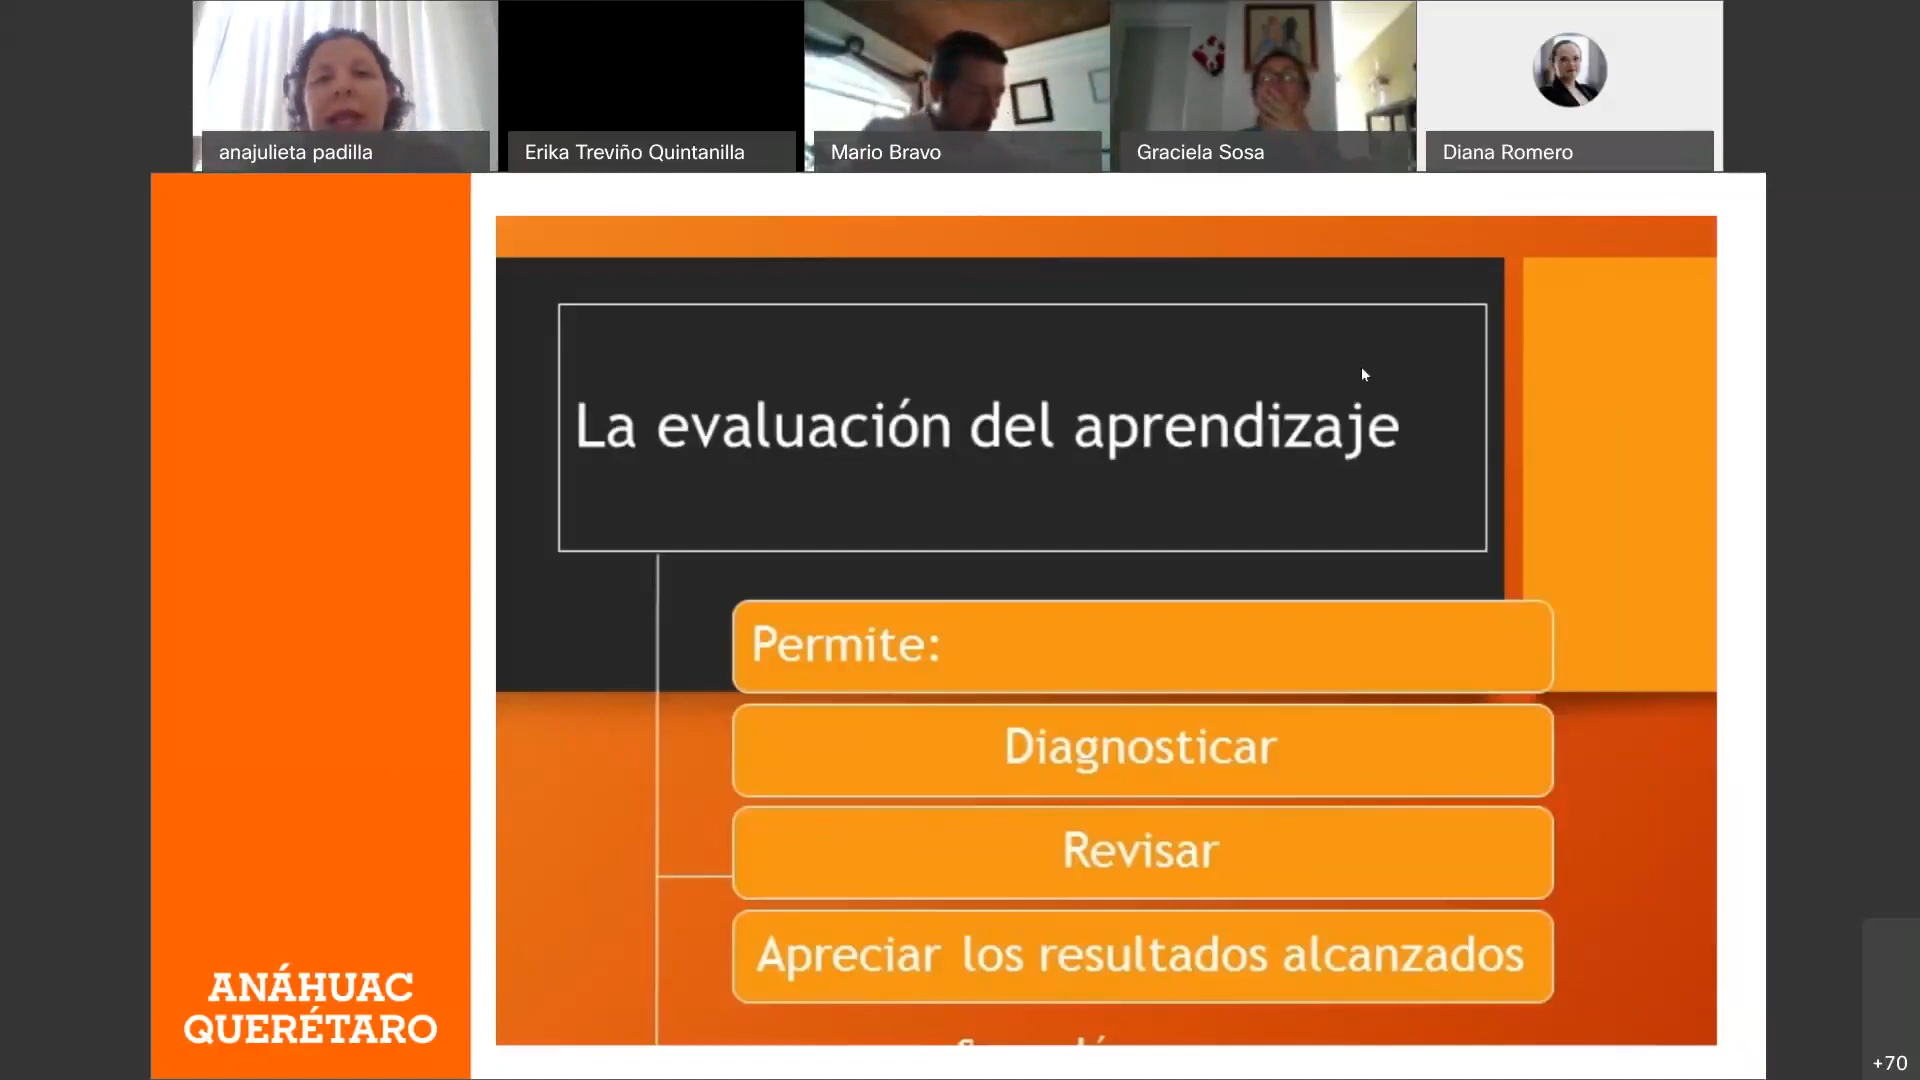 anajulieta padilla
Erika Treviño Quintanilla
Mario Bravo
Graciela Sosa
Diana Romero
La evaluación del aprendizaje
Permite:
Diagnosticar
Revisar
Apreciar los resultados alcanzados
ANÁHUAC
QUERÉTARO
+70